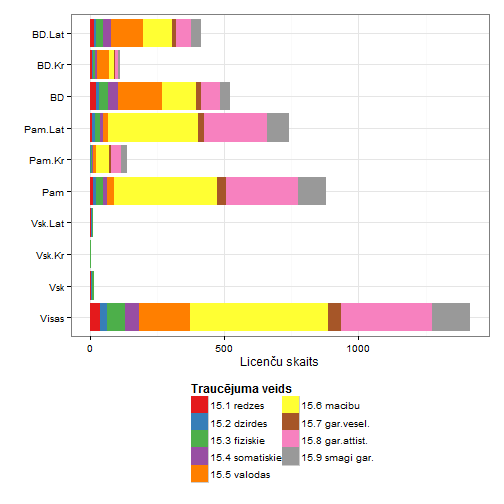 BD.Lat
BD.Kr
BD
Pam.Lat
Pam.Kr
Pam
Vsk.Lat
Vsk.Kr
Vsk
Visas
0 500 1000
Licenču skaits
Traucējuma veids
15.1 redzes 15.6 macibu
15.2 dzirdes 15.7 gar.vesel.
15.3 fiziskie 15.8 gar.attist.
15.4 somatiskie 15.9 smagi gar.
15.5 valodas